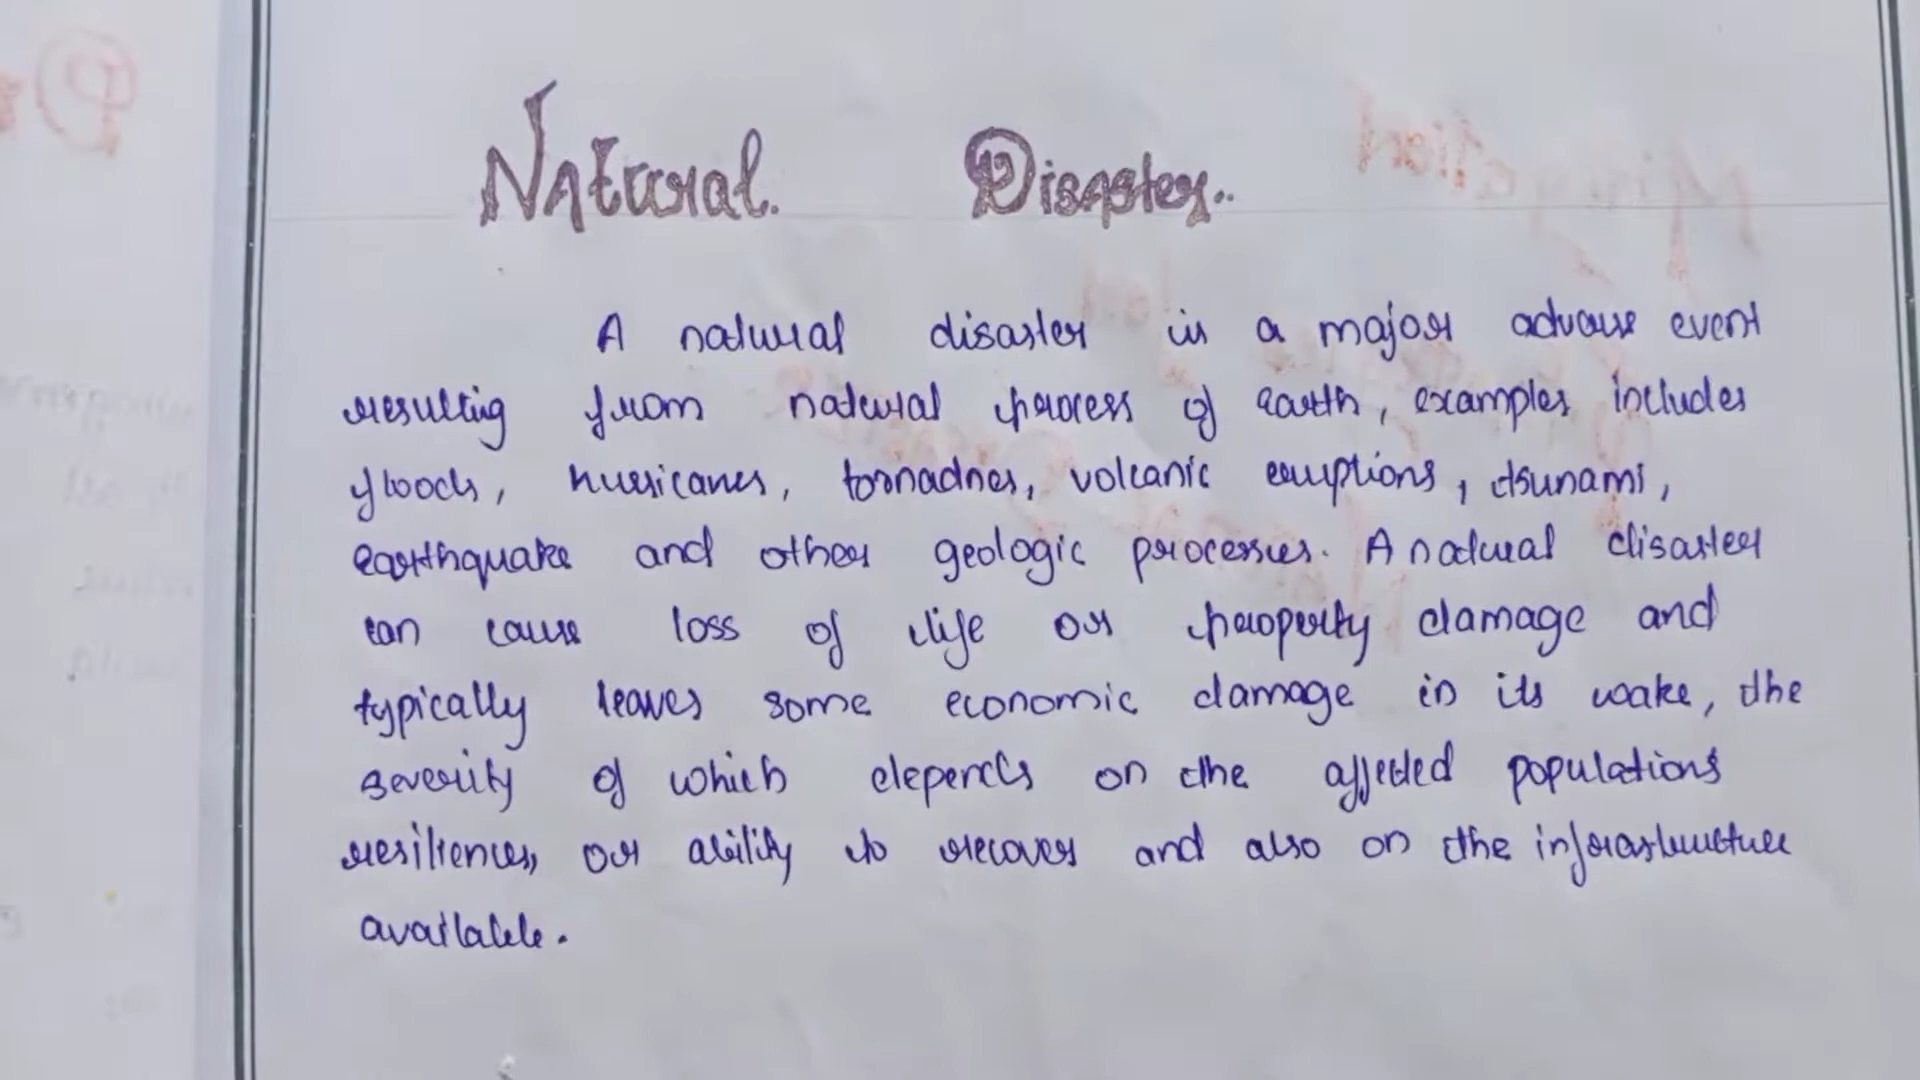 Natural. Disaster..
A natural disaster is a major adverse event
resulting from natural process of earth, examples includes
floods, hurricanes, tornadoes, volcanic eruptions, tsunami,
earthquake and other geologic processes. A natural disaster
can cause loss of life or property damage and
typically leaves some economic damage in its wake, the
severity of which depends on the affected populations
resiliences, or ability to recover and also on the infrastructure
available.